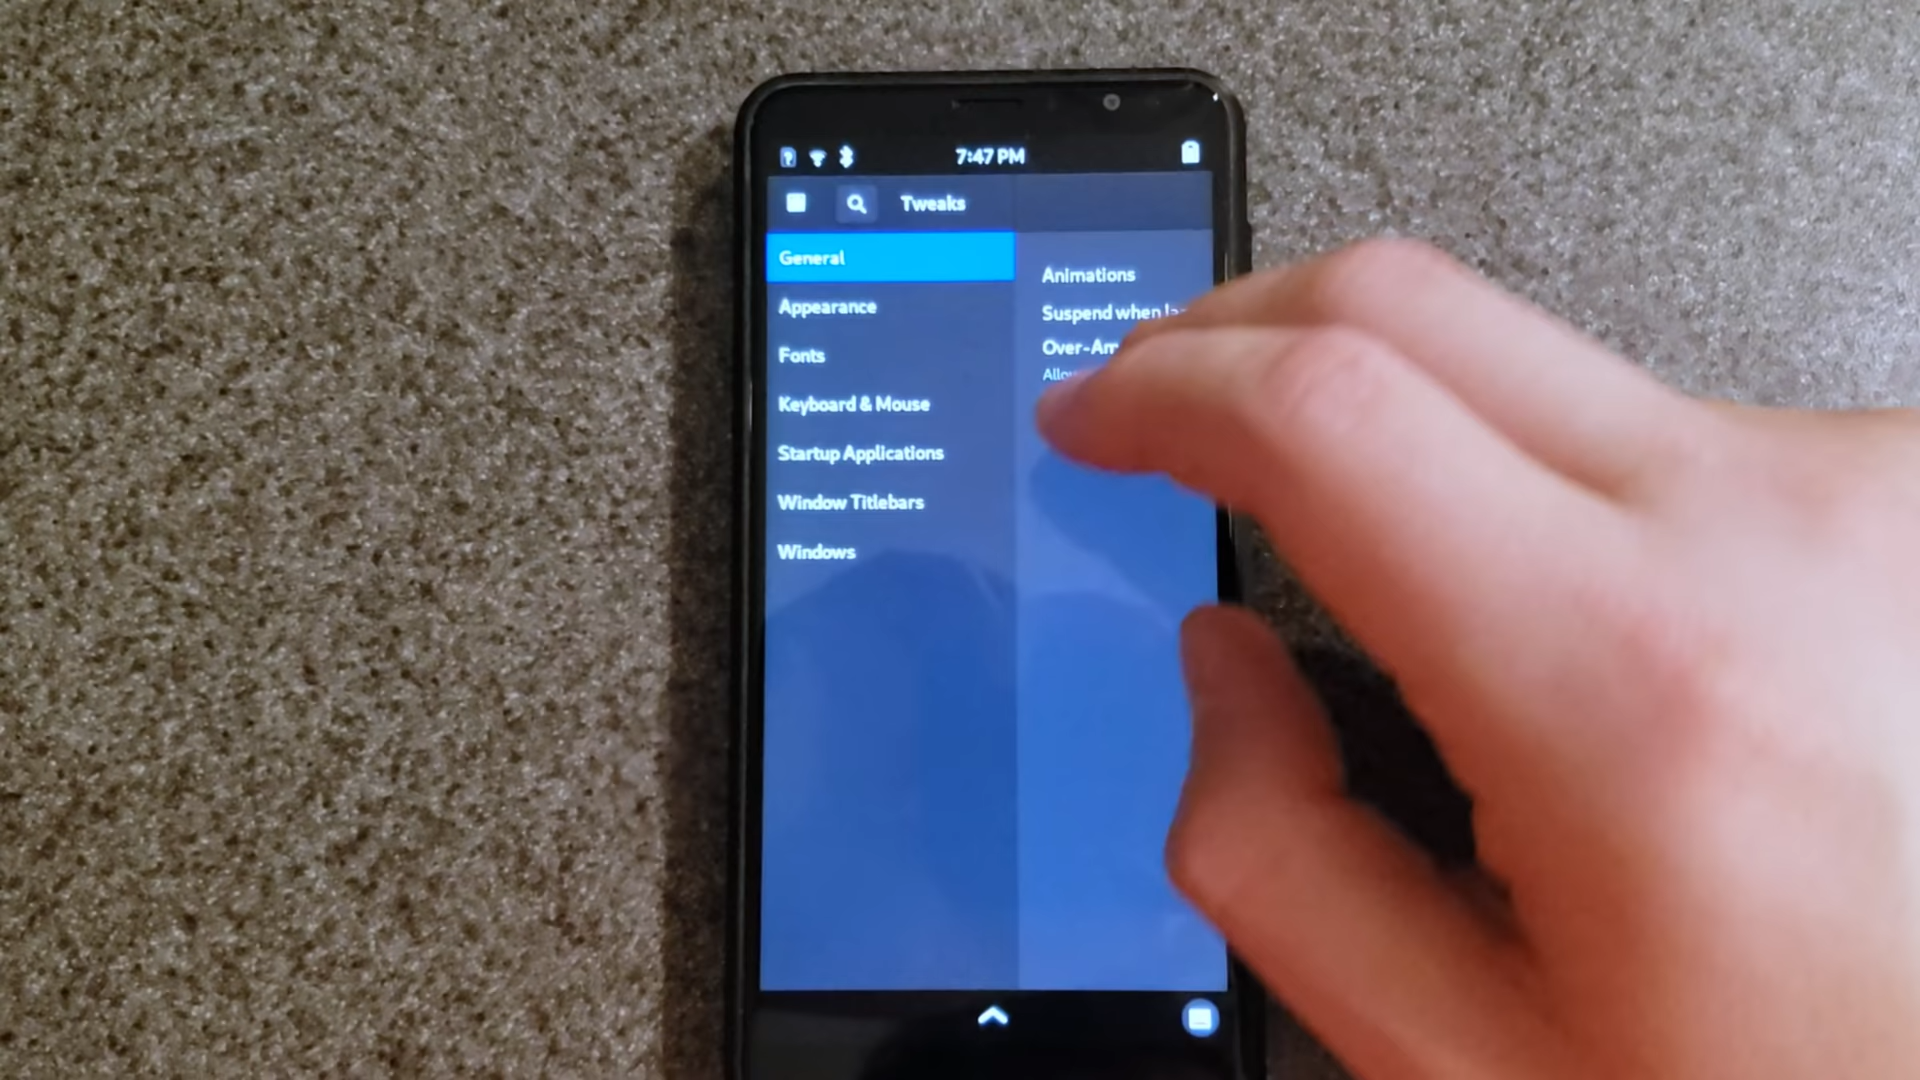 7:47 PM
Tweaks
General
Appearance
Fonts
Keyboard & Mouse
Startup Applications
Window Titlebars
Windows
Animations
Suspend when